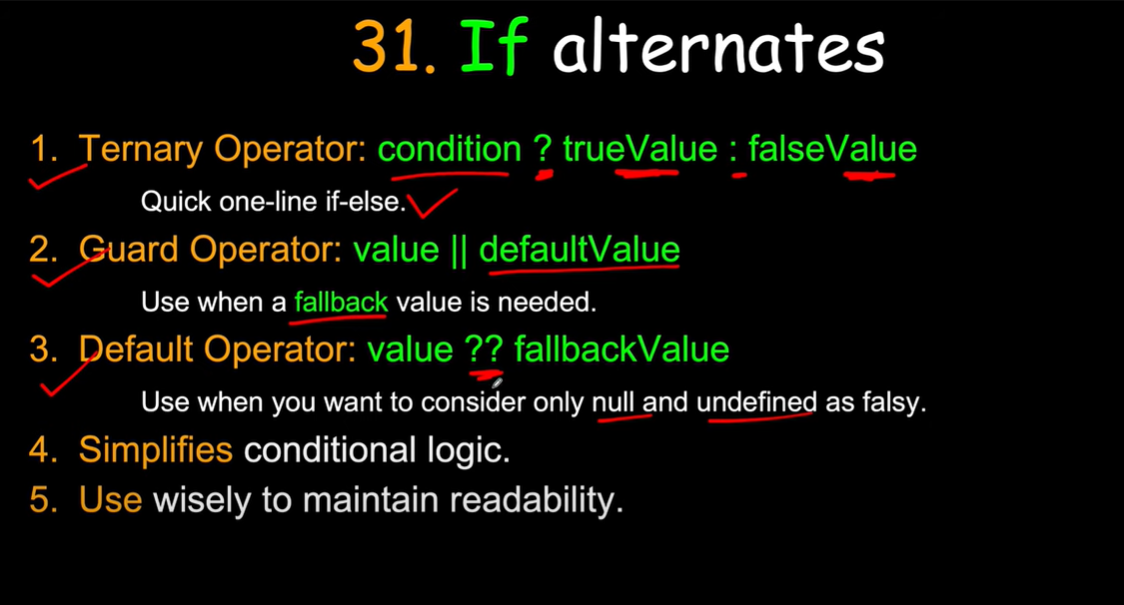 31. If alternates
1. Ternary Operator: condition ? trueValue : falseValue
Quick one-line if-else.
2. Guard Operator: value || defaultValue
Use when a fallback value is needed.
3. Default Operator: value ?? fallbackValue
Use when you want to consider only null and undefined as falsy.
4. Simplifies conditional logic.
5. Use wisely to maintain readability.